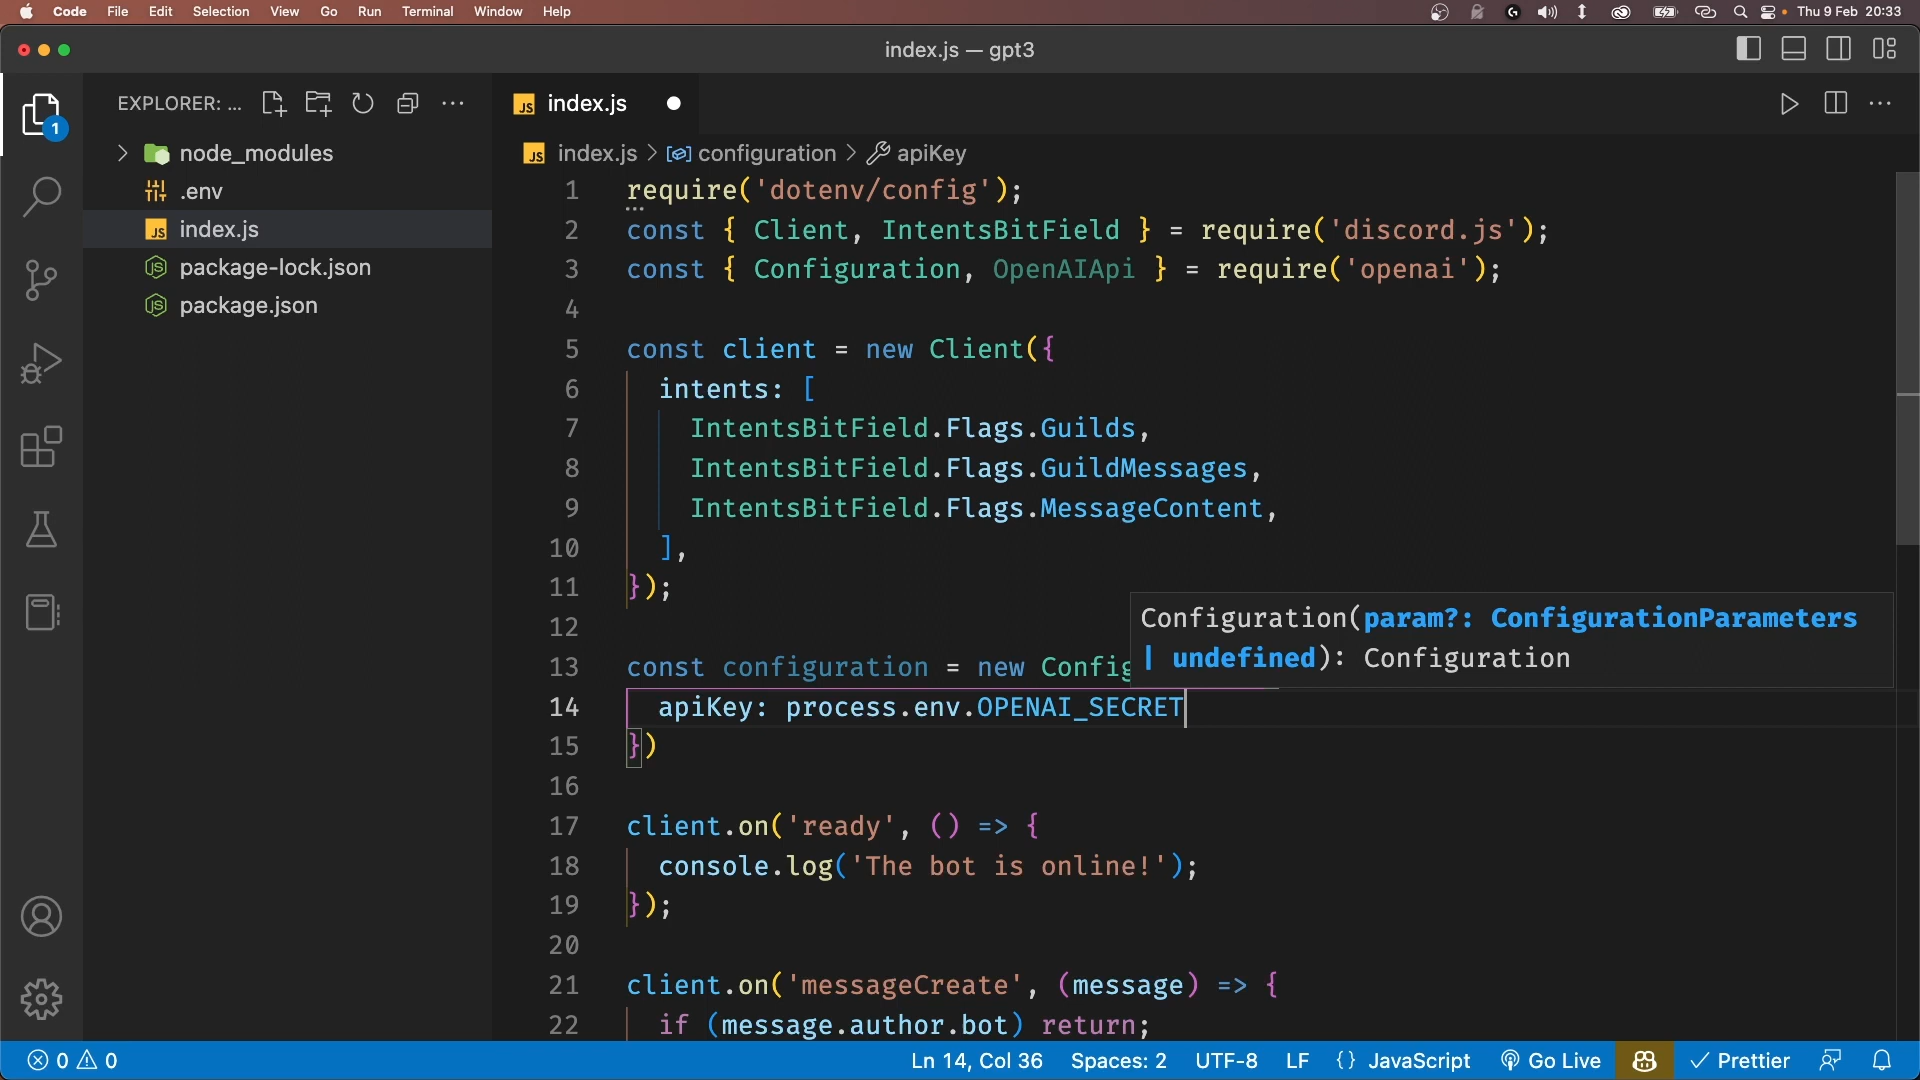 Code File Edit Selection View Go Run Terminal Window Help Thu 9 Feb 20:33
index.js — gpt3
EXPLORER: ...
1
node_modules
.env
index.js
package-lock.json
package.json
index.js
index.js > configuration > apiKey
1 require('dotenv/config');
2 const { Client, IntentsBitField } = require('discord.js');
3 const { Configuration, OpenAIApi } = require('openai');
4
5 const client = new Client({
6 intents: [
7 IntentsBitField.Flags.Guilds,
8 IntentsBitField.Flags.GuildMessages,
9 IntentsBitField.Flags.MessageContent,
10 ],
11 });
12
Configuration(param?: ConfigurationParameters
| undefined): Configuration
13 const configuration = new Config
14 apiKey: process.env.OPENAI_SECRET
15 })
16
17 client.on('ready', () => {
18 console.log('The bot is online!');
19 });
20
21 client.on('messageCreate', (message) => {
22 if (message.author.bot) return;
0 0 Ln 14, Col 36 Spaces: 2 UTF-8 LF {} JavaScript Go Live Prettier